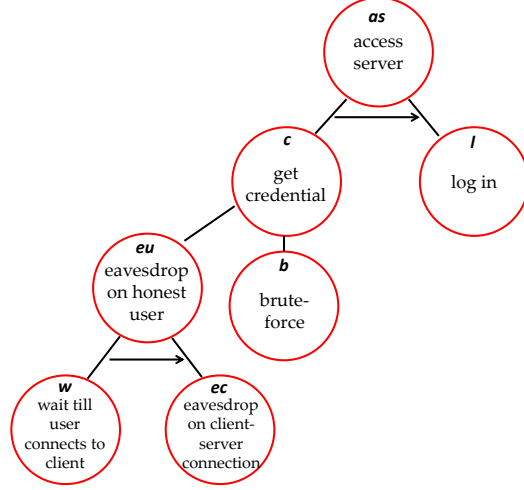 as
access
server
c
get
credential
l
log in
eu
eavesdrop
on honest
user
b
brute-
force
w
wait till
user
connects to
client
ec
eavesdrop
on client-
server
connection